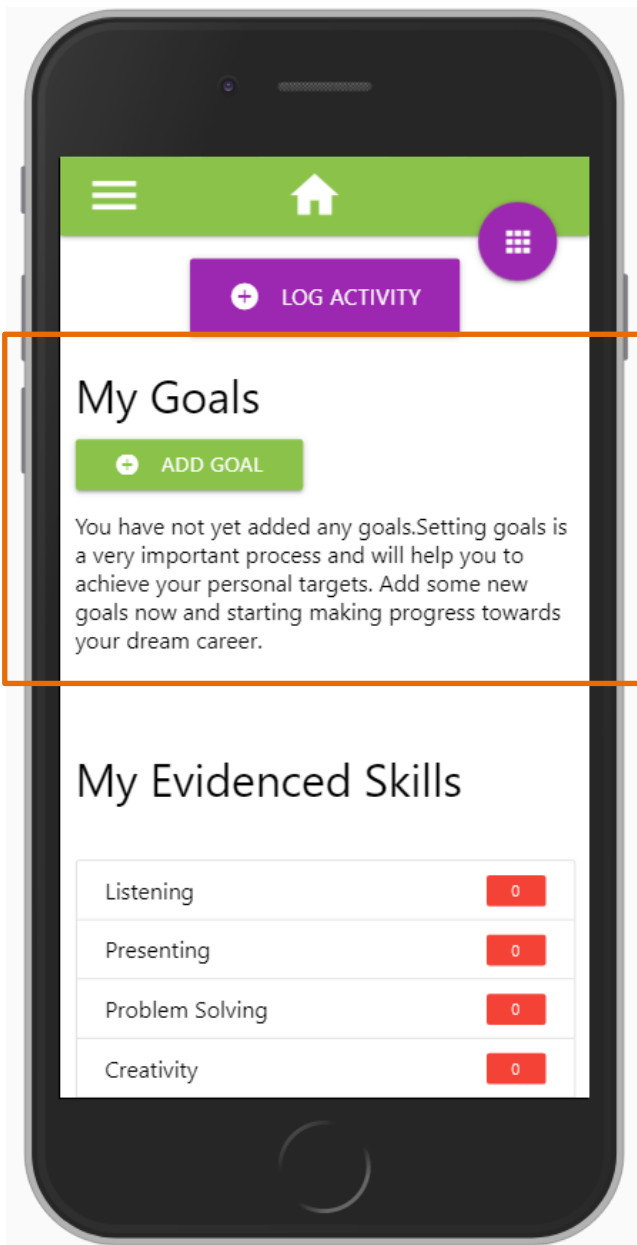 LOG ACTIVITY
My Goals
ADD GOAL
You have not yet added any goals.Setting goals is
a very important process and will help you to
achieve your personal targets. Add some new
goals now and starting making progress towards
your dream career.
My Evidenced Skills
Listening 0
Presenting 0
Problem Solving 0
Creativity 0